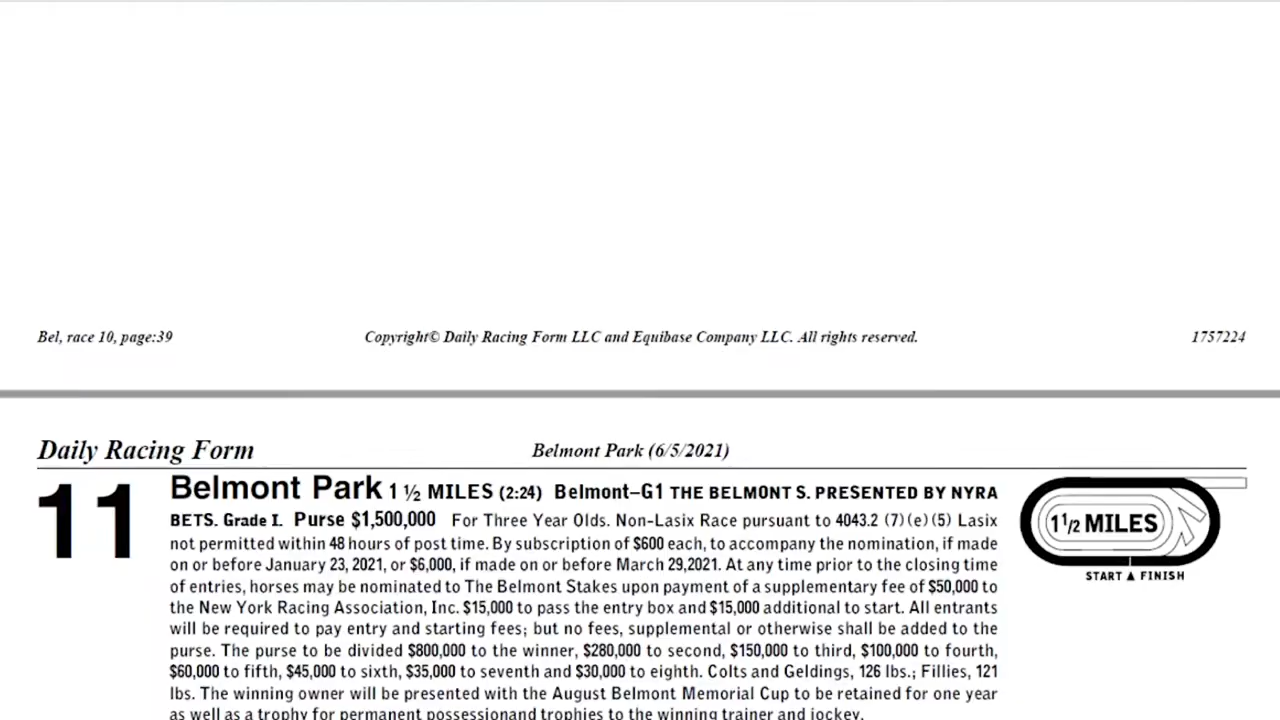 Bel, race 10, page:39 Copyright© Daily Racing Form LLC and Equibase Company LLC. All rights reserved. 1757224
Daily Racing Form Belmont Park (6/5/2021)
11
Belmont Park 1 ½ MILES (2:24) Belmont–G1 THE BELMONT S. PRESENTED BY NYRA
BETS. Grade I. Purse $1,500,000 For Three Year Olds. Non-Lasix Race pursuant to 4043.2 (7)(e)(5) Lasix
not permitted within 48 hours of post time. By subscription of $600 each, to accompany the nomination, if made
on or before January 23, 2021, or $6,000, if made on or before March 29,2021. At any time prior to the closing time
of entries, horses may be nominated to The Belmont Stakes upon payment of a supplementary fee of $50,000 to
the New York Racing Association, Inc. $15,000 to pass the entry box and $15,000 additional to start. All entrants
will be required to pay entry and starting fees; but no fees, supplemental or otherwise shall be added to the
purse. The purse to be divided $800,000 to the winner, $280,000 to second, $150,000 to third, $100,000 to fourth,
$60,000 to fifth, $45,000 to sixth, $35,000 to seventh and $30,000 to eighth. Colts and Geldings, 126 lbs.; Fillies, 121
lbs. The winning owner will be presented with the August Belmont Memorial Cup to be retained for one year
as well as a trophy for permanent possessionand trophies to the winning trainer and jockey.
1 1/2 MILES
START ▲ FINISH